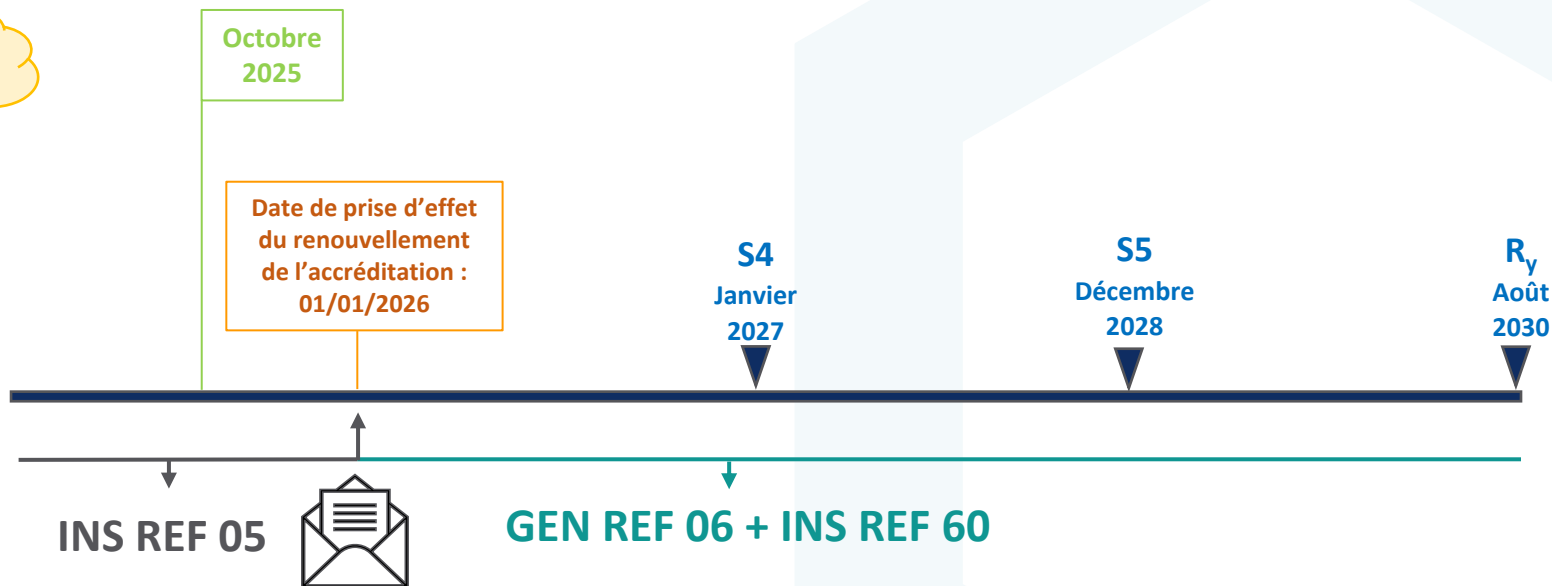 Octobre
2025
Date de prise d’effet
du renouvellement
de l’accréditation :
01/01/2026
S4
Janvier
2027
S5
Décembre
2028
Ry
Août
2030
INS REF 05
GEN REF 06 + INS REF 60